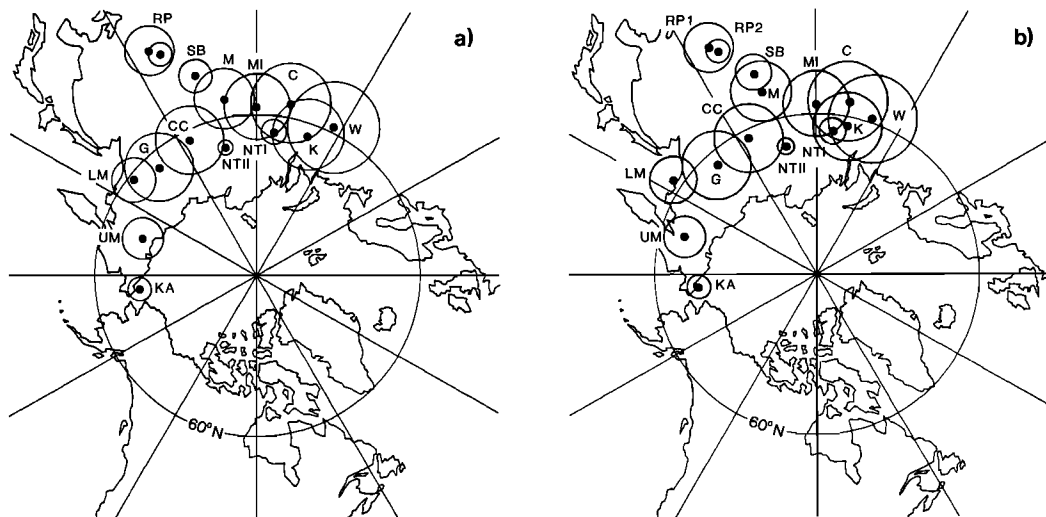 a)
RP
SB
M
MI
C
W
K
NTI
NTII
CC
G
LM
UM
KA
60°N
b)
RP1
RP2
SB
M
MI
C
W
K
NTI
NTII
CC
G
LM
UM
KA
60°N